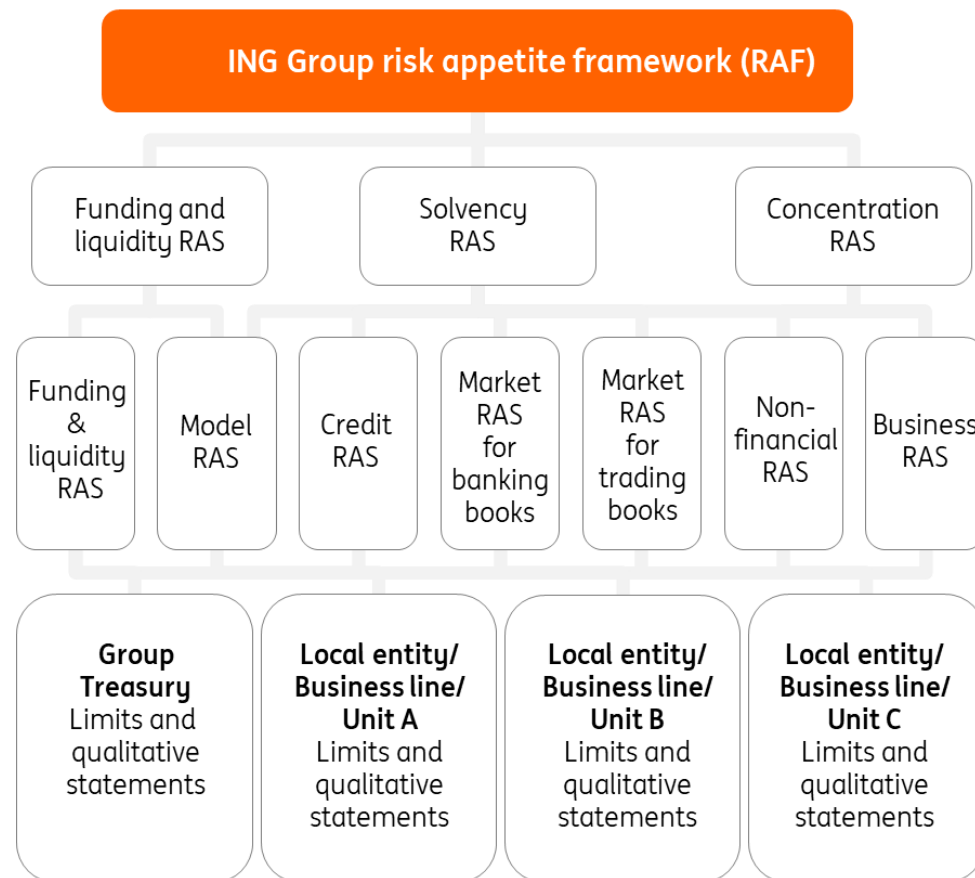 ING Group risk appetite framework (RAF)
Funding and
liquidity RAS
Solvency
RAS
Concentration
RAS
Funding
&
liquidity
RAS
Model
RAS
Credit
RAS
Market
RAS
for
banking
books
Market
RAS
for
trading
books
Non-
financial
RAS
Business
RAS
Group
Treasury
Limits and
qualitative
statements
Local entity/
Business line/
Unit A
Limits and
qualitative
statements
Local entity/
Business line/
Unit B
Limits and
qualitative
statements
Local entity/
Business line/
Unit C
Limits and
qualitative
statements